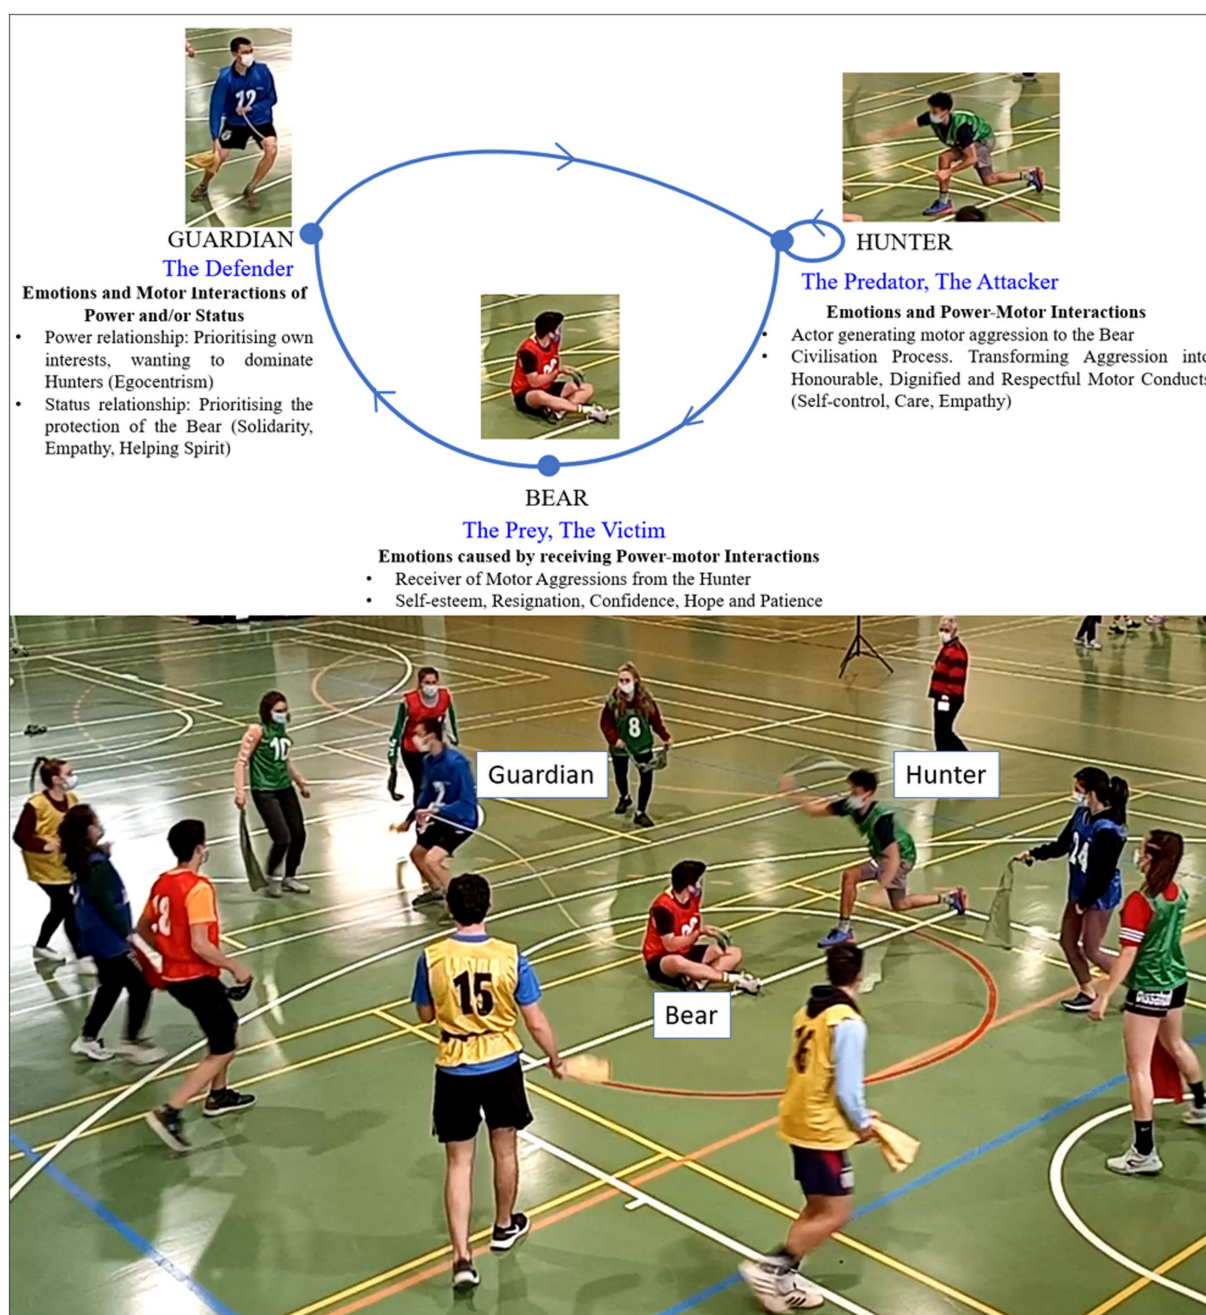 12
GUARDIAN
The Defender
Emotions and Motor Interactions of
Power and/or Status
• Power relationship: Prioritising own
interests, wanting to dominate
Hunters (Egocentrism)
• Status relationship: Prioritising the
protection of the Bear (Solidarity,
Empathy, Helping Spirit)
HUNTER
The Predator, The Attacker
Emotions and Power-Motor Interactions
• Actor generating motor aggression to the Bear
• Civilisation Process. Transforming Aggression into
Honourable, Dignified and Respectful Motor Conducts
(Self-control, Care, Empathy)
BEAR
The Prey, The Victim
Emotions caused by receiving Power-motor Interactions
• Receiver of Motor Aggressions from the Hunter
• Self-esteem, Resignation, Confidence, Hope and Patience
10
8
Guardian
Hunter
24
15
Bear